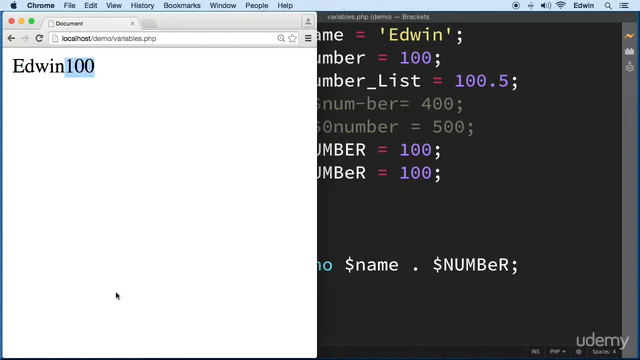 Chrome File Edit View History Bookmarks Window People Help Edwin
variables.php (demo) — Brackets
Document
localhost/demo/variables.php
Edwin100
name = 'Edwin';
umber = 100;
umber_List = 100.5;
$num-ber= 400;
$0number = 500;
UMBER = 100;
UMBeR = 100;
ho $name . $NUMBeR;
INS PHP Spaces: 4
udemy